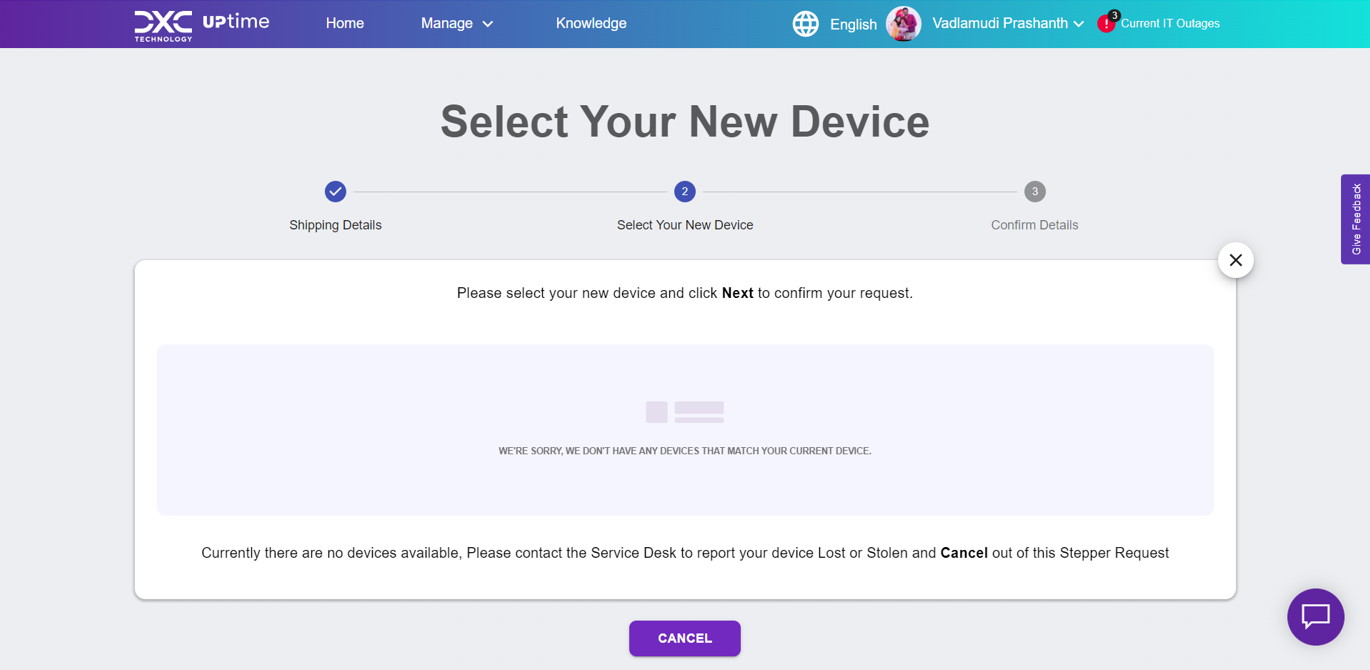 DXC TECHNOLOGY UPtime Home Manage Knowledge English Vadlamudi Prashanth ! 3 Current IT Outages
Select Your New Device
2 3
Shipping Details Select Your New Device Confirm Details
Give Feedback
Please select your new device and click Next to confirm your request.
WE'RE SORRY, WE DON'T HAVE ANY DEVICES THAT MATCH YOUR CURRENT DEVICE.
Currently there are no devices available, Please contact the Service Desk to report your device Lost or Stolen and Cancel out of this Stepper Request
CANCEL